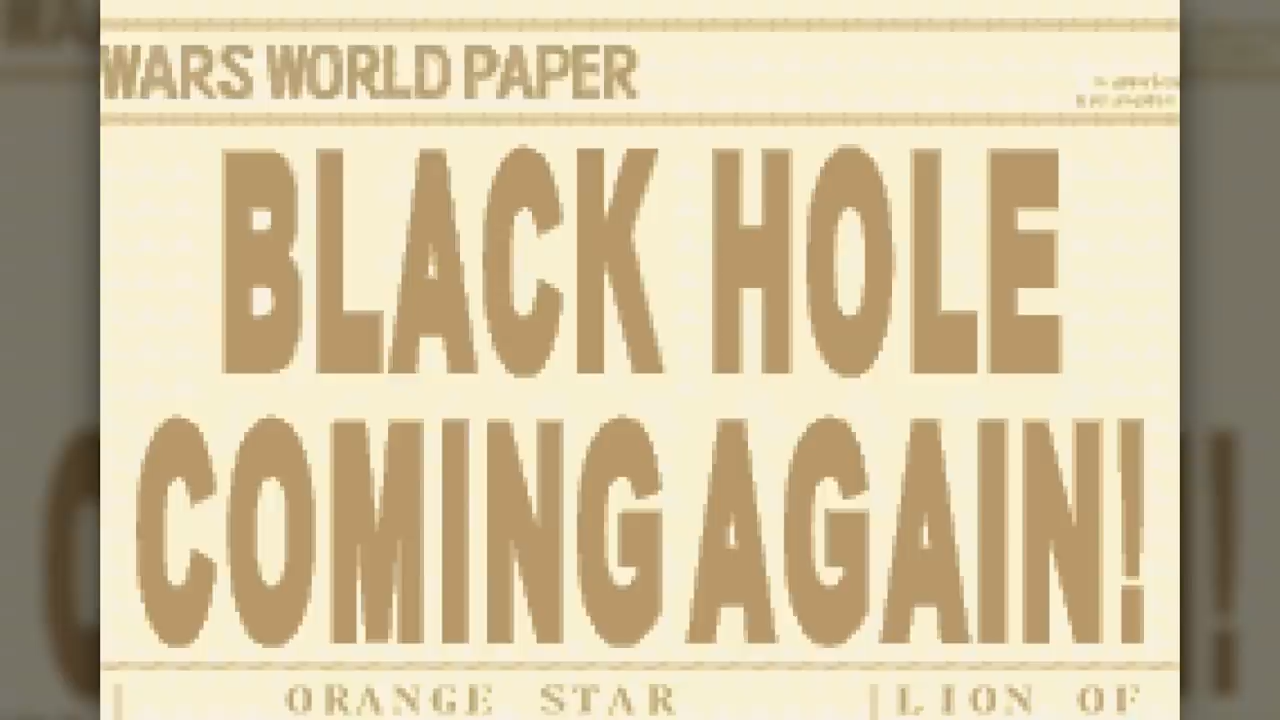 WARS WORLD PAPER
BLACK HOLE
COMING AGAIN!
ORANGE STAR
LION OF